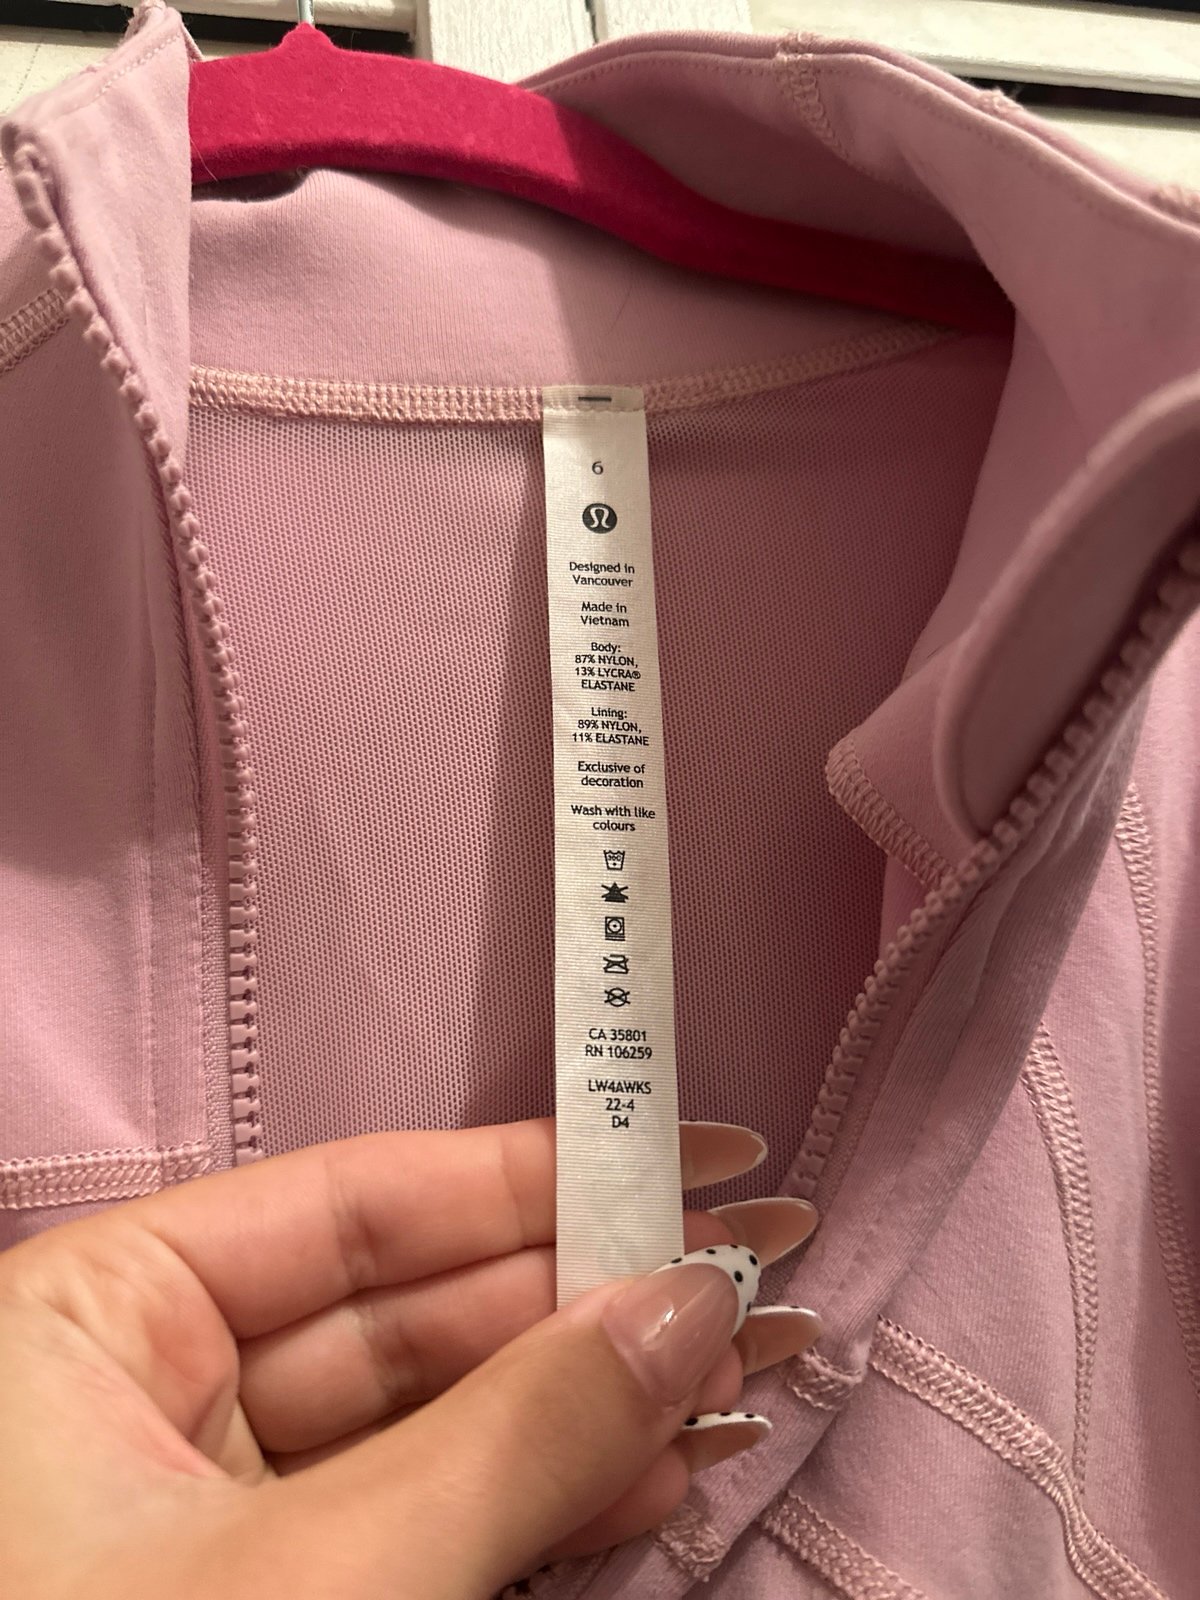 6
Designed in
Vancouver
Made in
Vietnam
Body:
87% NYLON,
13% LYCRA®
ELASTANE
Lining:
89% NYLON,
11% ELASTANE
Exclusive of
decoration
Wash with like
colours
30C
CA 35801
RN 106259
LW4AWKS
22-4
D4